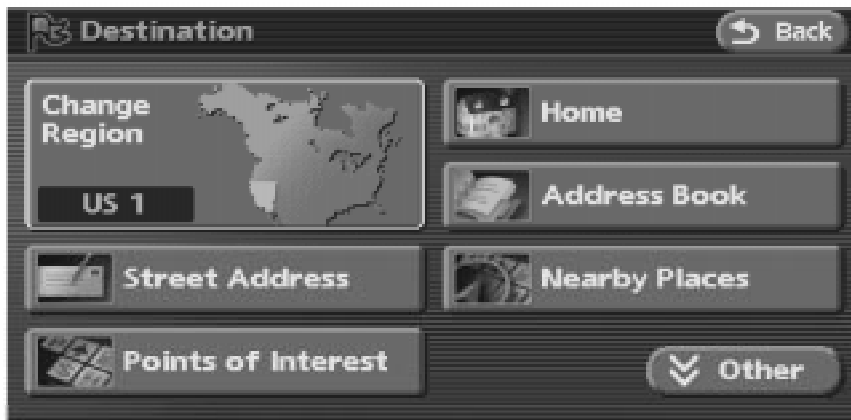 Destination
Back
Change
Region
US 1
Home
Address Book
Street Address
Nearby Places
Points of Interest
Other